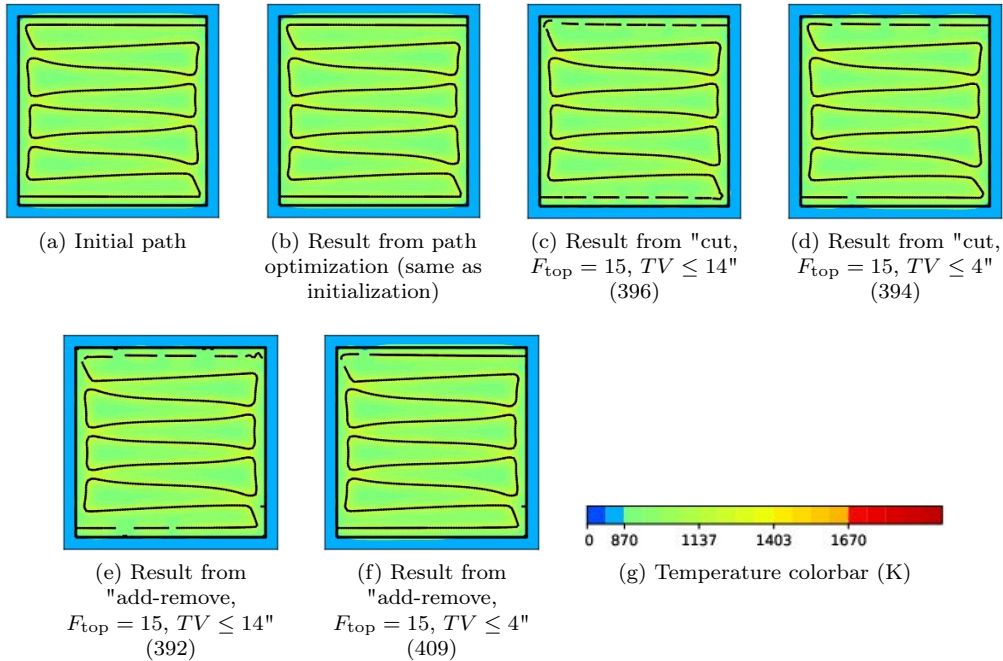 (a) Initial path
(b) Result from path
optimization (same as
initialization)
(c) Result from "cut,
F_top = 15, TV ≤ 14"
(396)
(d) Result from "cut,
F_top = 15, TV ≤ 4"
(394)
(e) Result from
"add-remove,
F_top = 15, TV ≤ 14"
(392)
(f) Result from
"add-remove,
F_top = 15, TV ≤ 4"
(409)
0 870 1137 1403 1670
(g) Temperature colorbar (K)